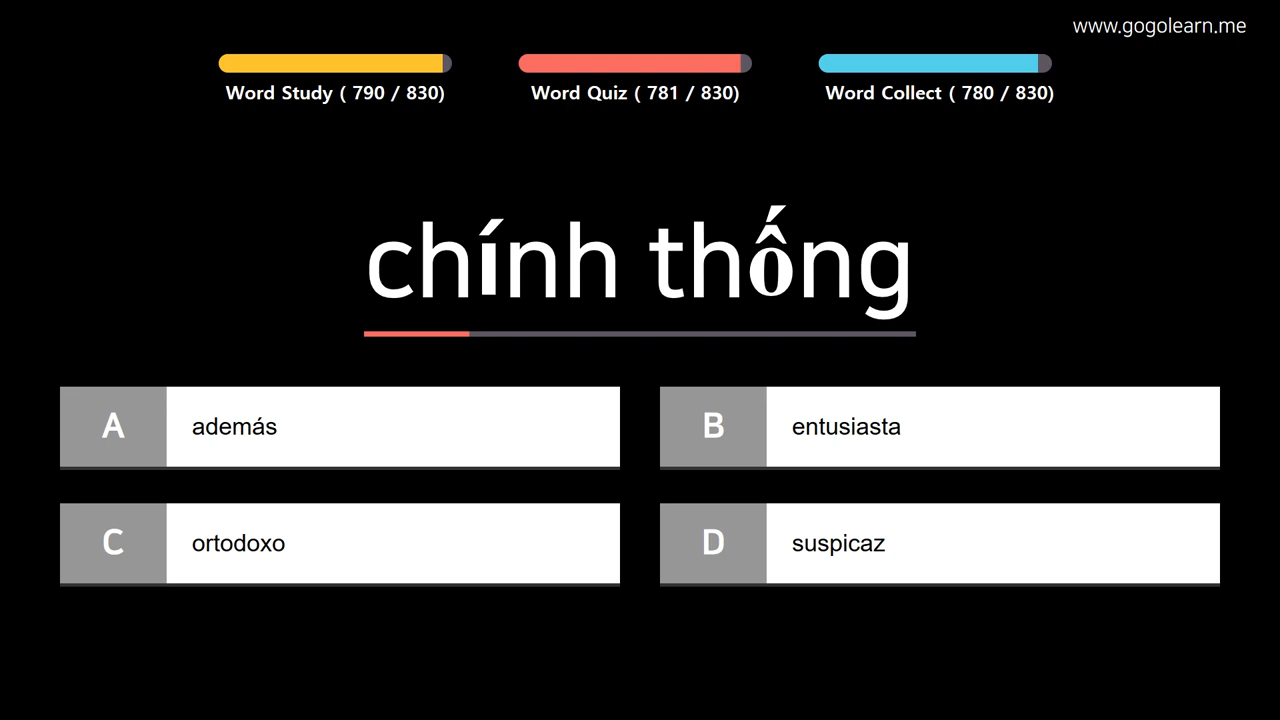 www.gogolearn.me
Word Study ( 790 / 830)
Word Quiz ( 781 / 830)
Word Collect ( 780 / 830)
chính thống
A además
B entusiasta
C ortodoxo
D suspicaz